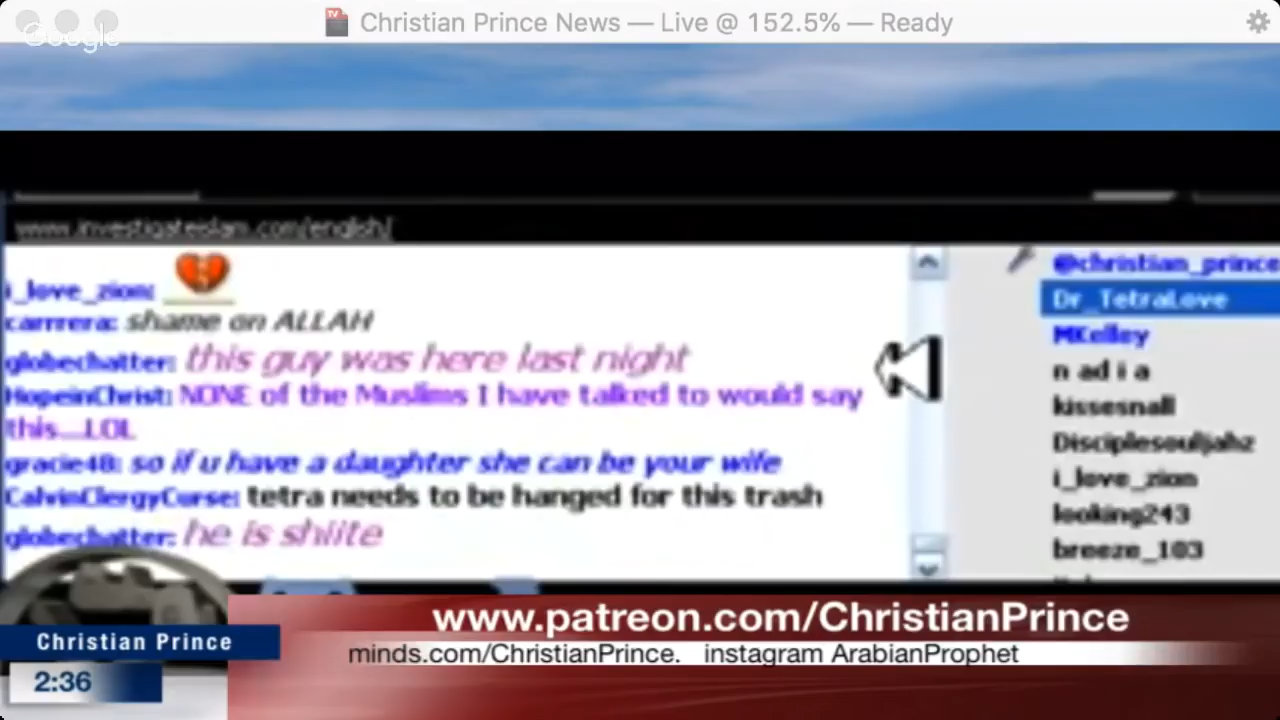 Christian Prince News — Live @ 152.5% — Ready
Google
www.investigateislam.com/english/
i_love_zion:
carrrera: shame on ALLAH
globechatter: this guy was here last night
HopeinChrist: NONE of the Muslims I have talked to would say
this....LOL
gracie48: so if u have a daughter she can be your wife
CalvinClergyCurse: tetra needs to be hanged for this trash
globechatter: he is shiite
@christian_prince
Dr_TetraLove
MKelley
n ad i a
kissesnall
Disciplesouljahz
i_love_zion
looking243
breeze_103
www.patreon.com/ChristianPrince
Christian Prince
minds.com/ChristianPrince. instagram ArabianProphet
2:36